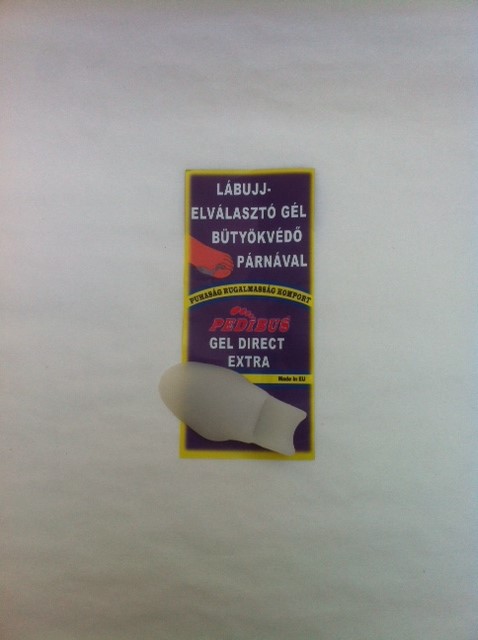 LÁBUJJ-
ELVÁLASZTÓ GÉL
BÜTYÖKVÉDŐ
PÁRNÁVAL
PUHASÁG RUGALMASSÁG KOMFORT
PEDIBUS
GEL DIRECT
EXTRA
Made in EU